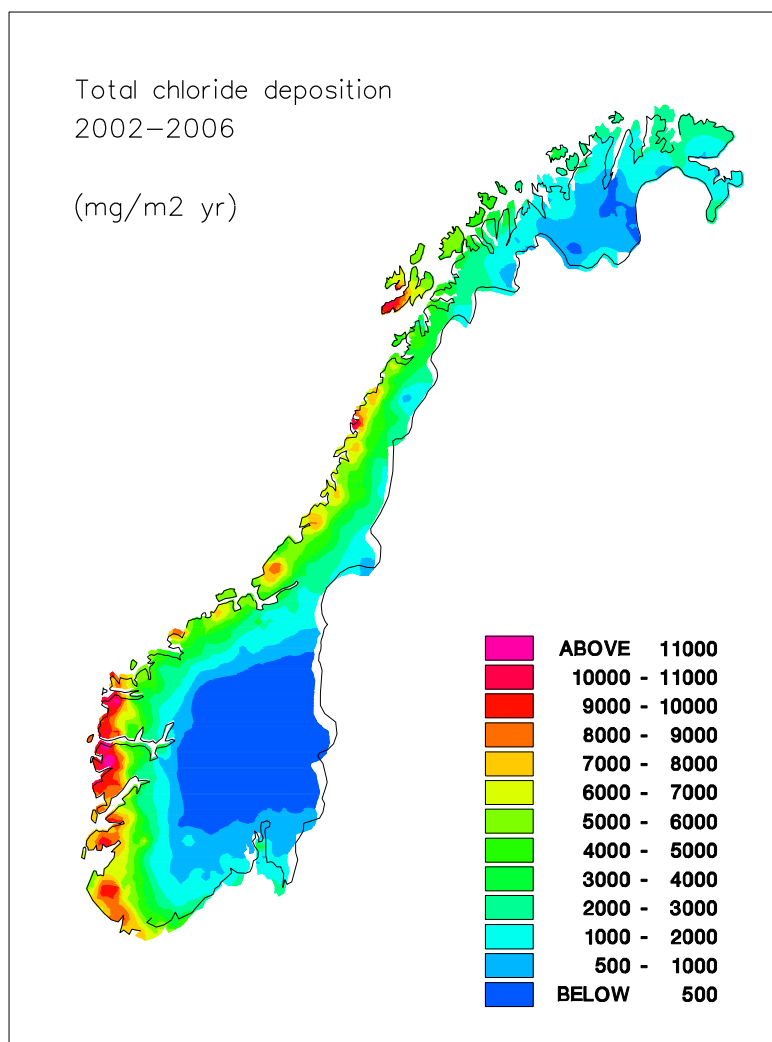 Total chloride deposition
2002-2006
(mg/m2 yr)
ABOVE 11000
10000 - 11000
9000 - 10000
8000 - 9000
7000 - 8000
6000 - 7000
5000 - 6000
4000 - 5000
3000 - 4000
2000 - 3000
1000 - 2000
500 - 1000
BELOW 500